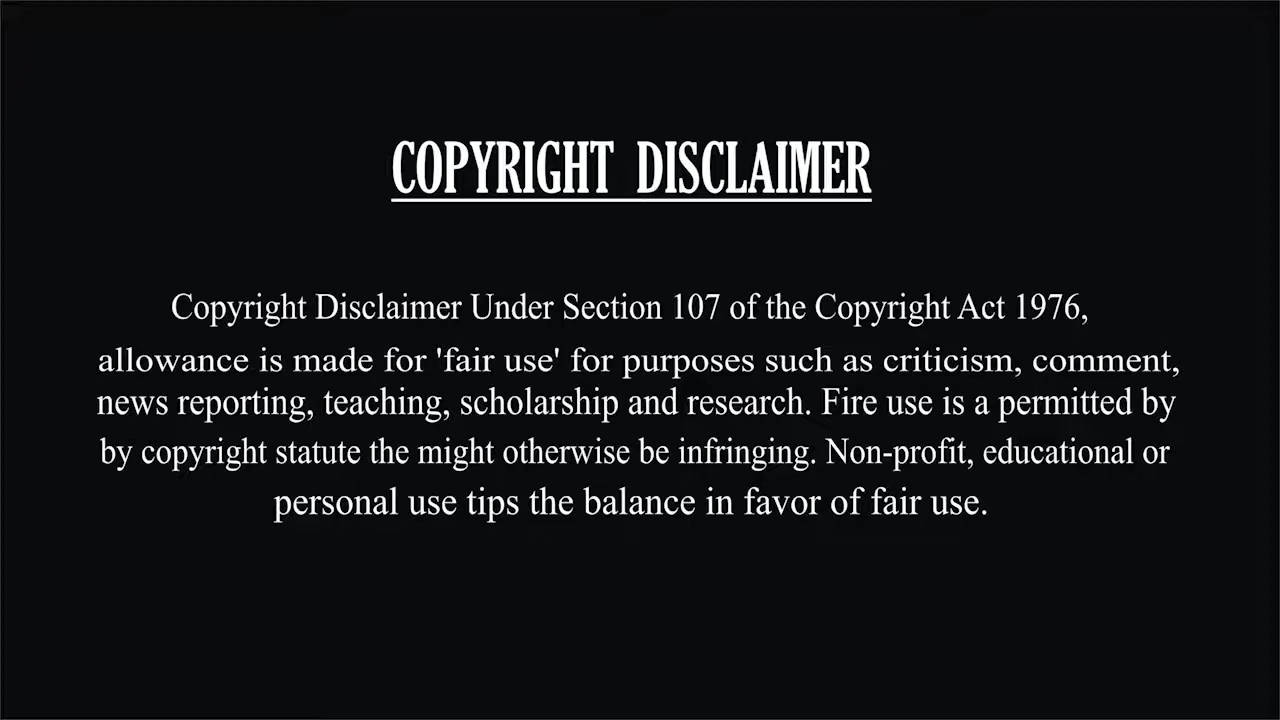 COPYRIGHT DISCLAIMER
Copyright Disclaimer Under Section 107 of the Copyright Act 1976,
allowance is made for 'fair use' for purposes such as criticism, comment,
news reporting, teaching, scholarship and research. Fire use is a permitted by
by copyright statute the might otherwise be infringing. Non-profit, educational or
personal use tips the balance in favor of fair use.